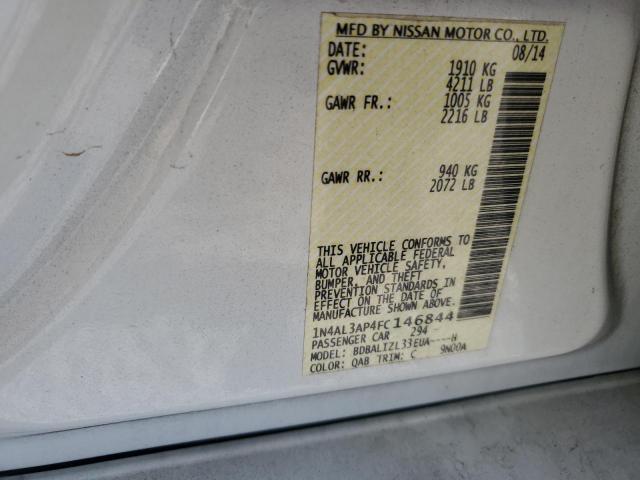 MFD BY NISSAN MOTOR CO., LTD.
DATE: 08/14
GVWR: 1910 KG
4211 LB
GAWR FR.: 1005 KG
2216 LB
GAWR RR.: 940 KG
2072 LB
THIS VEHICLE CONFORMS TO
ALL APPLICABLE FEDERAL
MOTOR VEHICLE SAFETY,
BUMPER, AND THEFT
PREVENTION STANDARDS IN
EFFECT ON THE DATE OF
MANUFACTURE SHOWN ABOVE.
1N4AL3AP4FC146844
PASSENGER CAR 294
MODEL: BDBALIZL33EUA----H
COLOR: QAB TRIM: C 9N00A